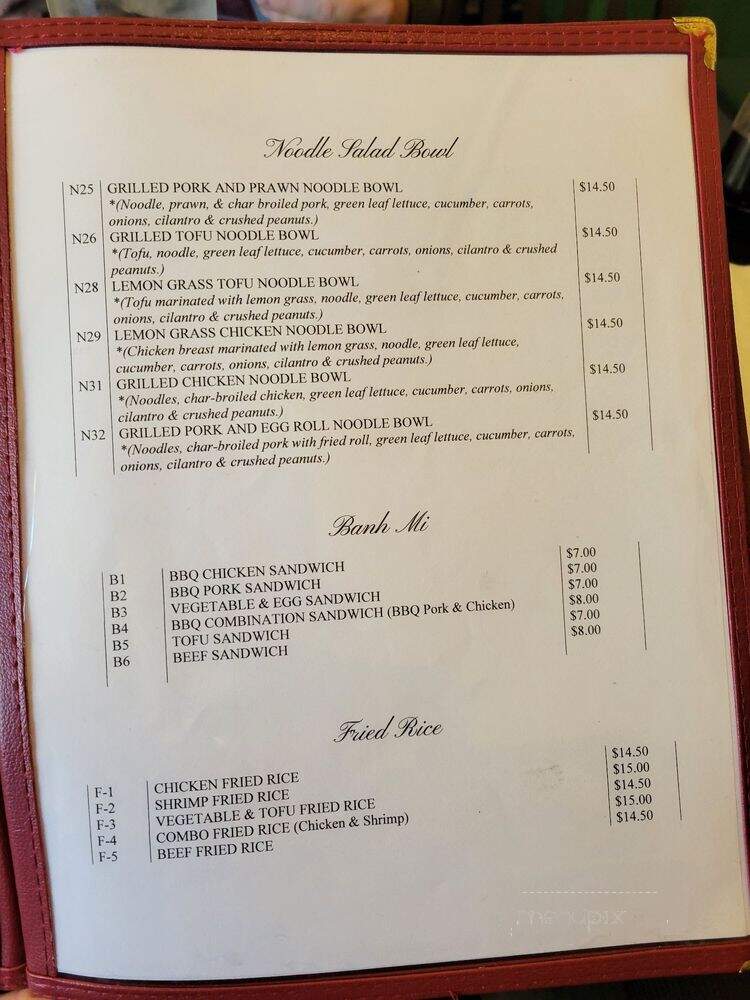 Noodle Salad Bowl
N25 GRILLED PORK AND PRAWN NOODLE BOWL $14.50
*(Noodle, prawn, & char broiled pork, green leaf lettuce, cucumber, carrots,
onions, cilantro & crushed peanuts.)
N26 GRILLED TOFU NOODLE BOWL $14.50
*(Tofu, noodle, green leaf lettuce, cucumber, carrots, onions, cilantro & crushed
peanuts.)
N28 LEMON GRASS TOFU NOODLE BOWL $14.50
*(Tofu marinated with lemon grass, noodle, green leaf lettuce, cucumber, carrots,
onions, cilantro & crushed peanuts.)
N29 LEMON GRASS CHICKEN NOODLE BOWL $14.50
*(Chicken breast marinated with lemon grass, noodle, green leaf lettuce,
cucumber, carrots, onions, cilantro & crushed peanuts.)
N31 GRILLED CHICKEN NOODLE BOWL $14.50
*(Noodles, char-broiled chicken, green leaf lettuce, cucumber, carrots, onions,
cilantro & crushed peanuts.)
N32 GRILLED PORK AND EGG ROLL NOODLE BOWL $14.50
*(Noodles, char-broiled pork with fried roll, green leaf lettuce, cucumber, carrots,
onions, cilantro & crushed peanuts.)
Banh Mi
B1 BBQ CHICKEN SANDWICH $7.00
B2 BBQ PORK SANDWICH $7.00
B3 VEGETABLE & EGG SANDWICH $7.00
B4 BBQ COMBINATION SANDWICH (BBQ Pork & Chicken) $8.00
B5 TOFU SANDWICH $7.00
B6 BEEF SANDWICH $8.00
Fried Rice
F-1 CHICKEN FRIED RICE $14.50
F-2 SHRIMP FRIED RICE $15.00
F-3 VEGETABLE & TOFU FRIED RICE $14.50
F-4 COMBO FRIED RICE (Chicken & Shrimp) $15.00
F-5 BEEF FRIED RICE $14.50
menupix